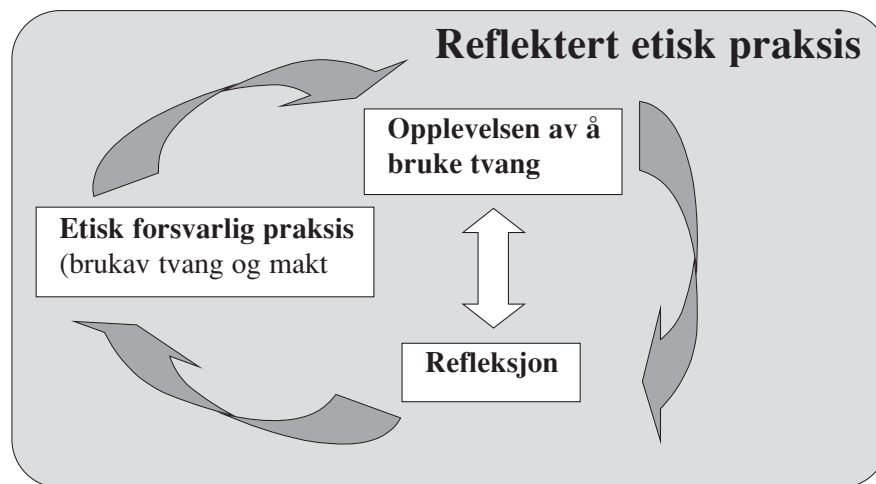 Reflektert etisk praksis
Opplevelsen av å
bruke tvang
Etisk forsvarlig praksis
(brukav tvang og makt
Refleksjon